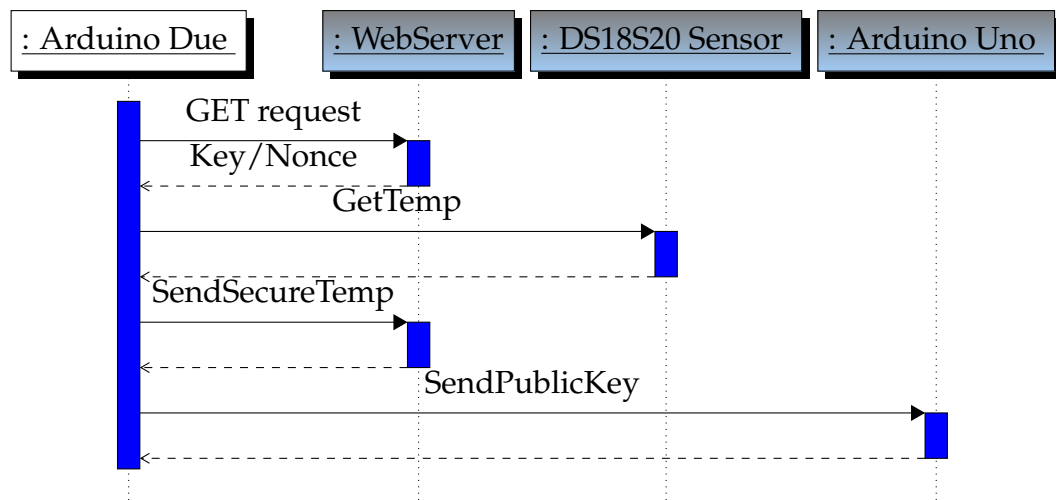 : Arduino Due
: WebServer
: DS18S20 Sensor
: Arduino Uno
GET request
Key/Nonce
GetTemp
SendSecureTemp
SendPublicKey